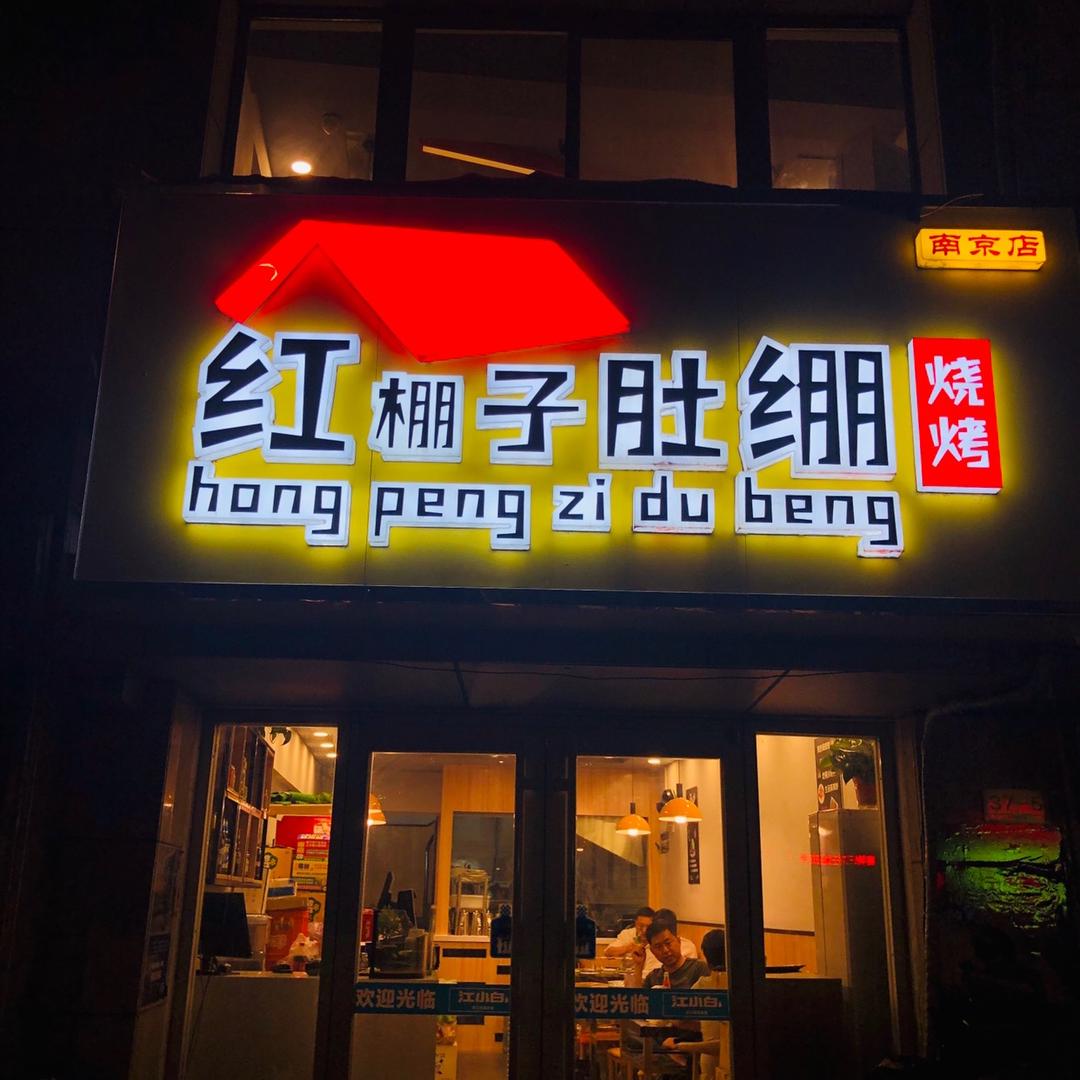 南京店
红棚子肚绷
烧烤
hong peng zi du beng
欢迎光临 江小白
欢迎光临 江小白